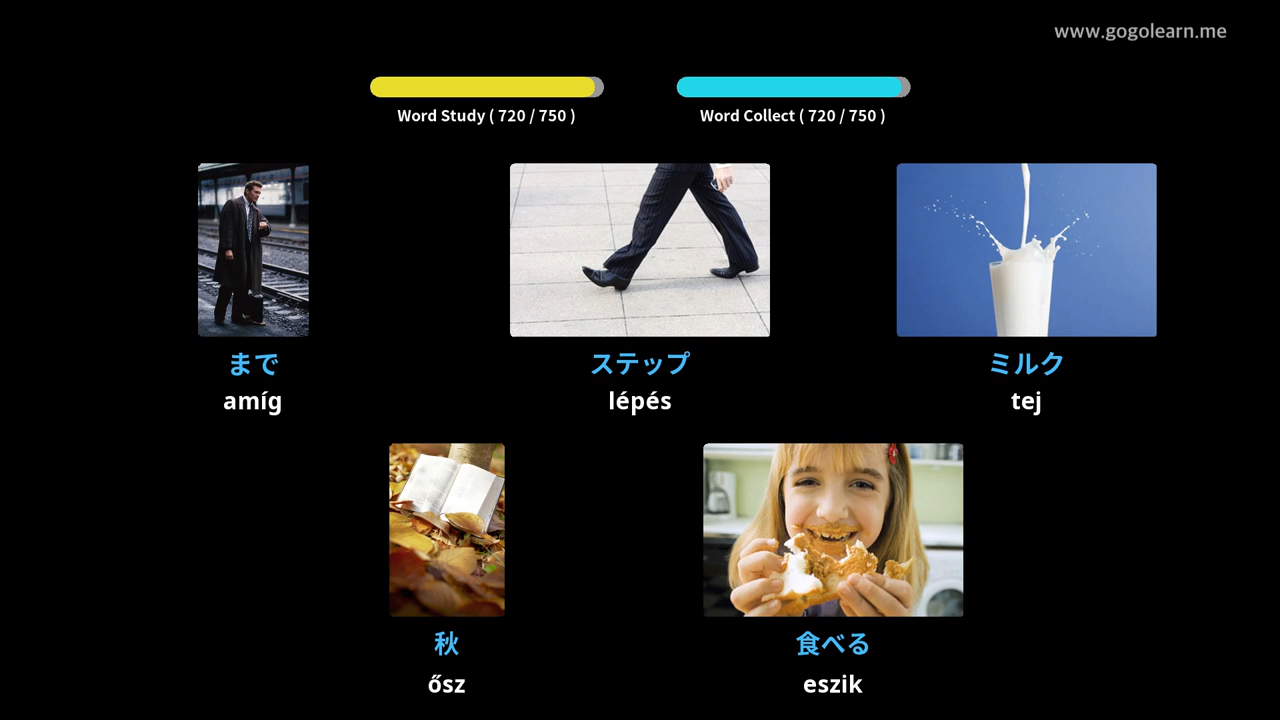 www.gogolearn.me
Word Study ( 720 / 750 )
Word Collect ( 720 / 750 )
まで
amíg
ステップ
lépés
ミルク
tej
秋
ősz
食べる
eszik